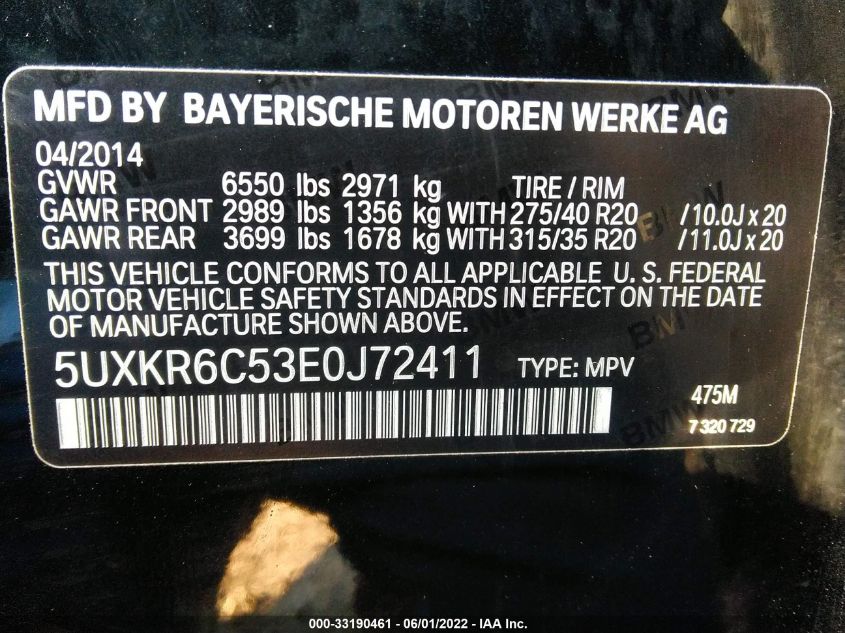 MFD BY BAYERISCHE MOTOREN WERKE AG
04/2014
GVWR 6550 lbs 2971 kg TIRE / RIM
GAWR FRONT 2989 lbs 1356 kg WITH 275/40 R20 /10.0J x 20
GAWR REAR 3699 lbs 1678 kg WITH 315/35 R20 /11.0J x 20
THIS VEHICLE CONFORMS TO ALL APPLICABLE U. S. FEDERAL
MOTOR VEHICLE SAFETY STANDARDS IN EFFECT ON THE DATE
OF MANUFACTURE SHOWN ABOVE.
5UXKR6C53E0J72411 TYPE: MPV
475M
7 320 729
BMW
000-33190461 - 06/01/2022 - IAA Inc.